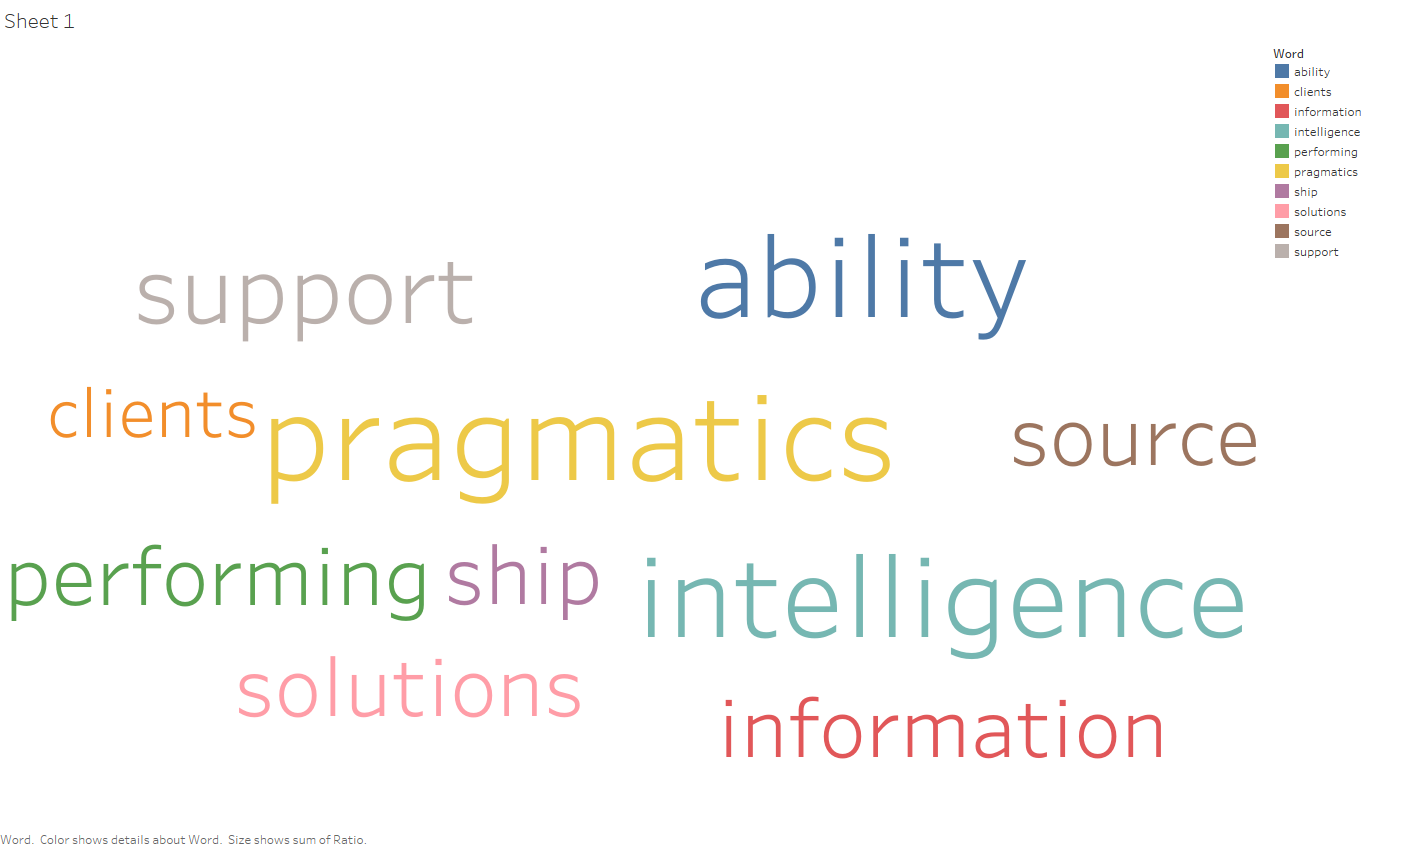 Sheet 1
Word
ability
clients
information
intelligence
performing
pragmatics
ship
solutions
source
support
support
ability
clients
pragmatics
source
performing
ship
intelligence
solutions
information
Word.  Color shows details about Word.  Size shows sum of Ratio.